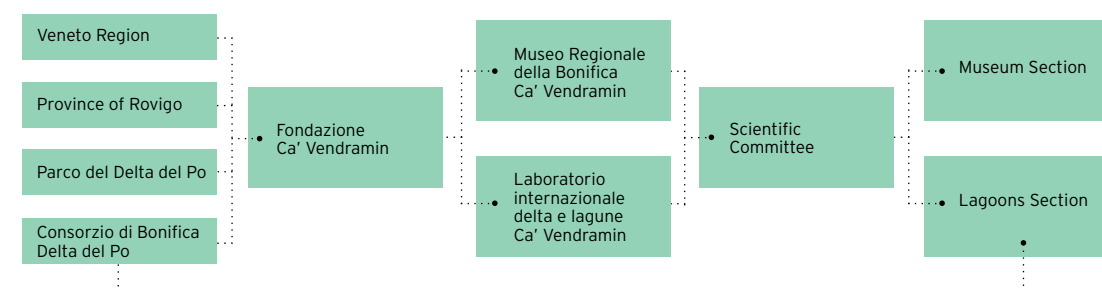 Veneto Region
Province of Rovigo
Parco del Delta del Po
Consorzio di Bonifica
Delta del Po
Fondazione
Ca' Vendramin
Museo Regionale
della Bonifica
Ca' Vendramin
Laboratorio
internazionale
delta e lagune
Ca' Vendramin
Scientific
Committee
Museum Section
Lagoons Section